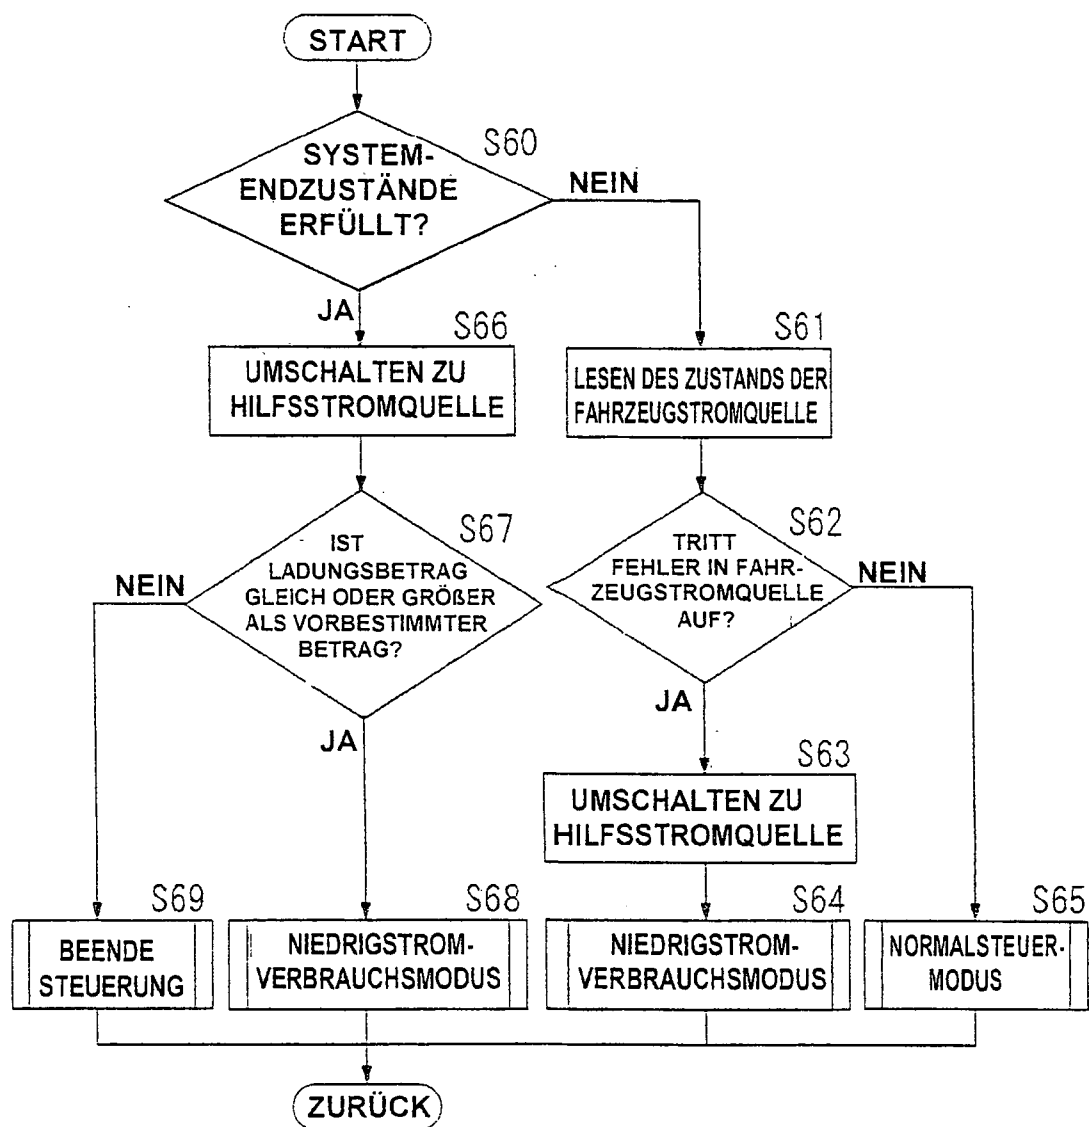 START
S60
SYSTEM-
ENDZUSTÄNDE
ERFÜLLT?
NEIN
JA
S66
UMSCHALTEN ZU
HILFSSTROMQUELLE
S61
LESEN DES ZUSTANDS DER
FAHRZEUGSTROMQUELLE
S67
IST
LADUNGSBETRAG
GLEICH ODER GRÖßER
ALS VORBESTIMMTER
BETRAG?
NEIN
JA
S62
TRITT
FEHLER IN FAHR-
ZEUGSTROMQUELLE
AUF?
NEIN
JA
S63
UMSCHALTEN ZU
HILFSSTROMQUELLE
S69
BEENDE
STEUERUNG
S68
NIEDRIGSTROM-
VERBRAUCHSMODUS
S64
NIEDRIGSTROM-
VERBRAUCHSMODUS
S65
NORMALSTEUER-
MODUS
ZURÜCK